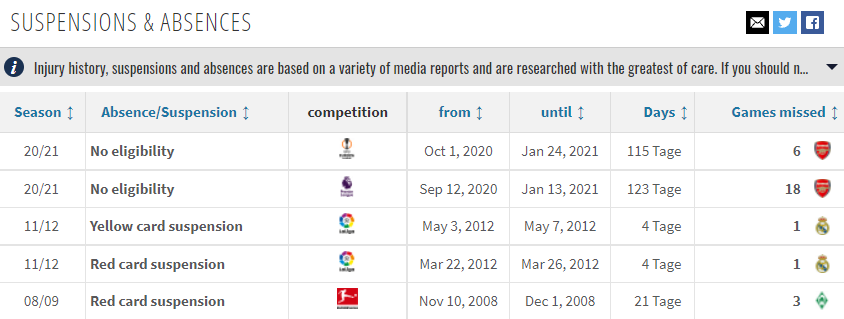 SUSPENSIONS & ABSENCES
Injury history, suspensions and absences are based on a variety of media reports and are researched with the greatest of care. If you should n...
Season Absence/Suspension competition from until Days Games missed
20/21 No eligibility Oct 1, 2020 Jan 24, 2021 115 Tage 6
20/21 No eligibility Sep 12, 2020 Jan 13, 2021 123 Tage 18
11/12 Yellow card suspension LaLiga May 3, 2012 May 7, 2012 4 Tage 1
11/12 Red card suspension LaLiga Mar 22, 2012 Mar 26, 2012 4 Tage 1
08/09 Red card suspension Nov 10, 2008 Dec 1, 2008 21 Tage 3